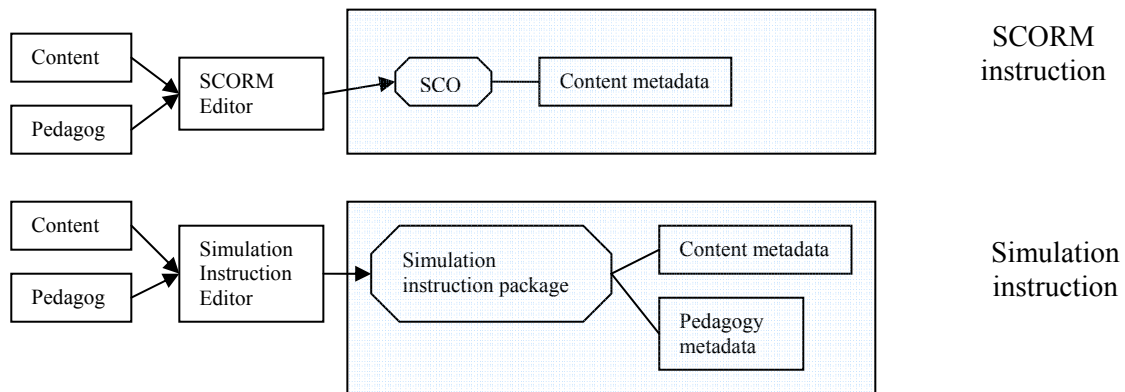 Content
Pedagog
SCORM
Editor
SCO
Content metadata
SCORM
instruction
Content
Pedagog
Simulation
Instruction
Editor
Simulation
instruction package
Content metadata
Pedagogy
metadata
Simulation
instruction